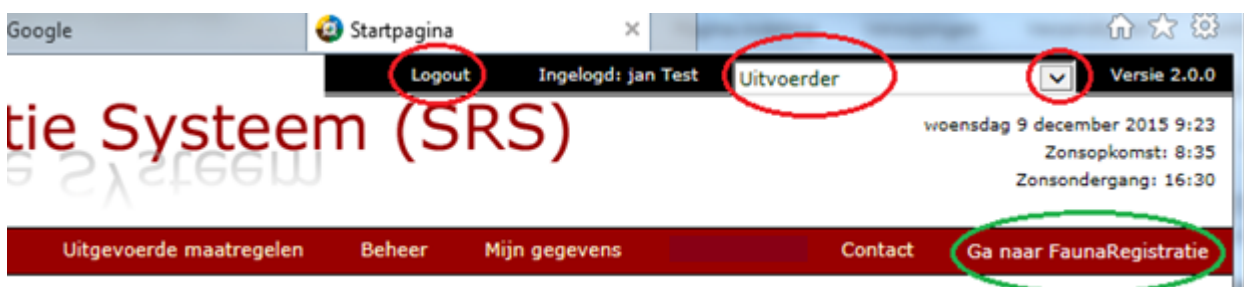 Google Startpagina
Logout Ingelogd: jan Test Uitvoerder Versie 2.0.0
tie Systeem (SRS)
woensdag 9 december 2015 9:23
Zonsopkomst: 8:35
Zonsondergang: 16:30
Uitgevoerde maatregelen Beheer Mijn gegevens Contact Ga naar FaunaRegistratie